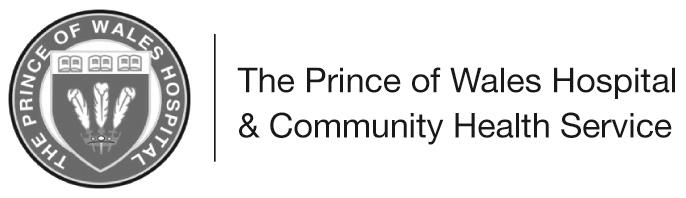 THE PRINCE OF WALES HOSPITAL
The Prince of Wales Hospital
& Community Health Service